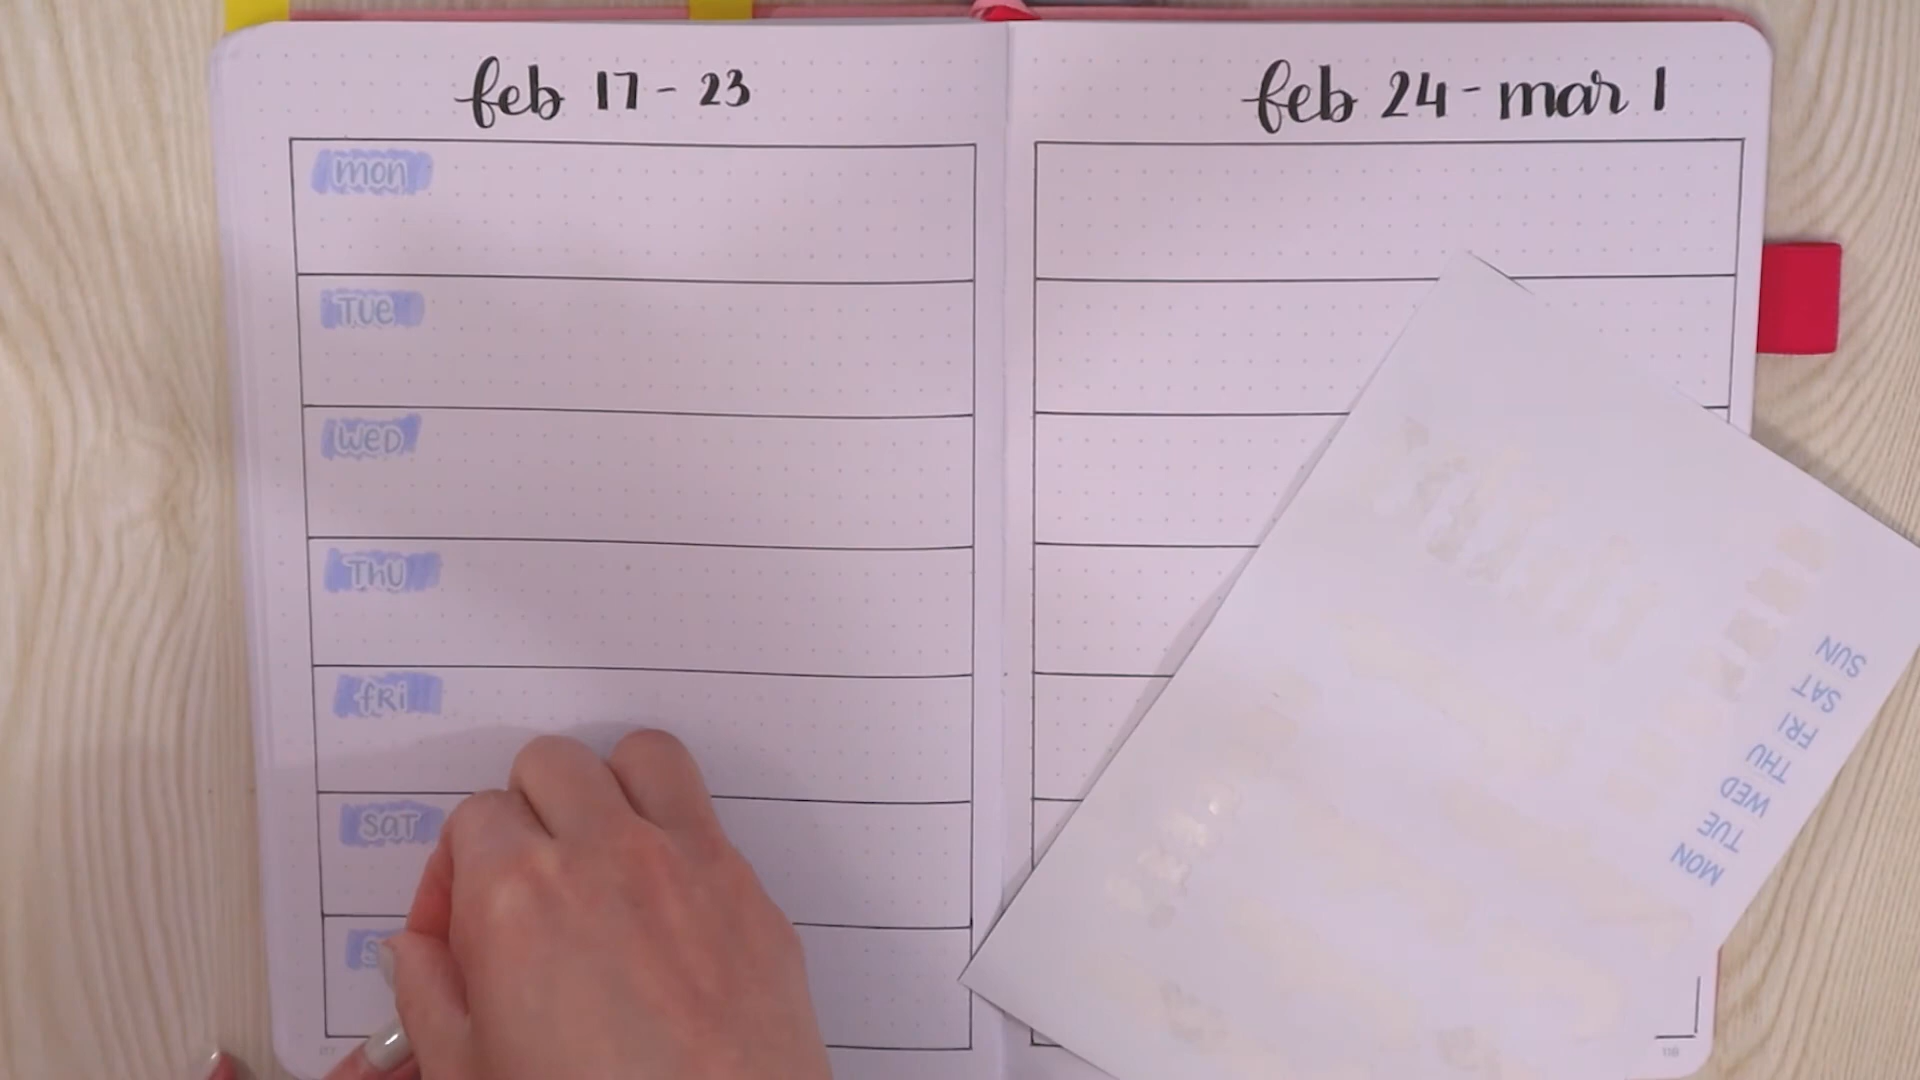 feb 17 - 23
mon
TUe
WeD
ThU
fRi
saT
feb 24 - mar 1
SUN
SAT
FRI
THU
WED
TUE
MON
118